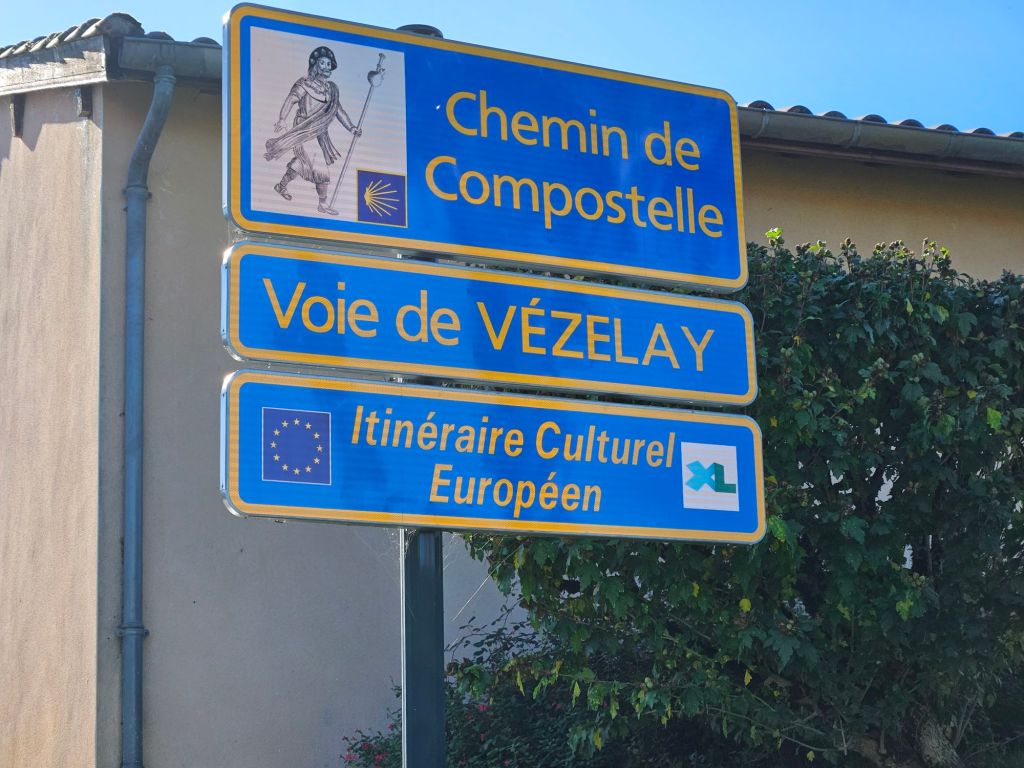 Chemin de
Compostelle
Voie de VÉZELAY
Itinéraire Culturel
Européen
XL